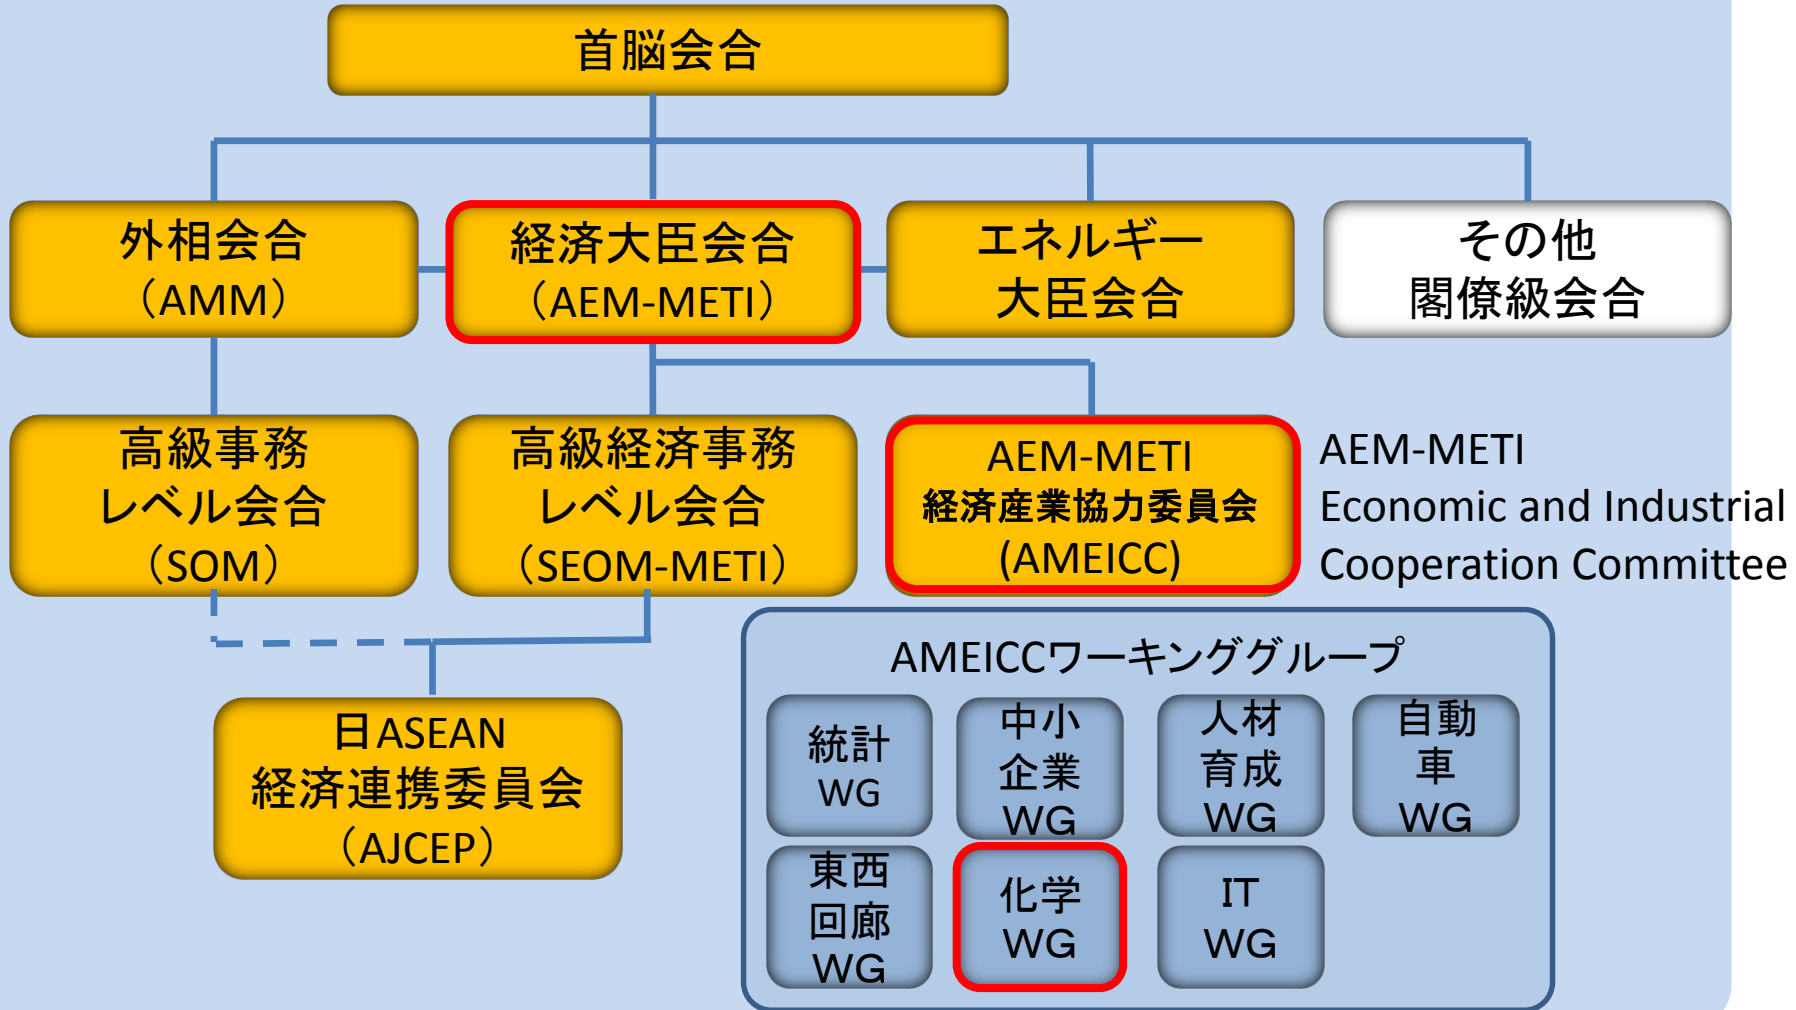 首脳会合
外相会合
（AMM）
経済大臣会合
（AEM-METI）
エネルギー
大臣会合
その他
閣僚級会合
高級事務
レベル会合
（SOM）
高級経済事務
レベル会合
（SEOM-METI）
AEM-METI
経済産業協力委員会
(AMEICC)
AEM-METI
Economic and Industrial
Cooperation Committee
日ASEAN
経済連携委員会
（AJCEP）
AMEICCワーキンググループ
統計
WG
中小
企業
ＷＧ
人材
育成
ＷＧ
自動
車
ＷＧ
東西
回廊
ＷＧ
化学
ＷＧ
ＩＴ
ＷＧ